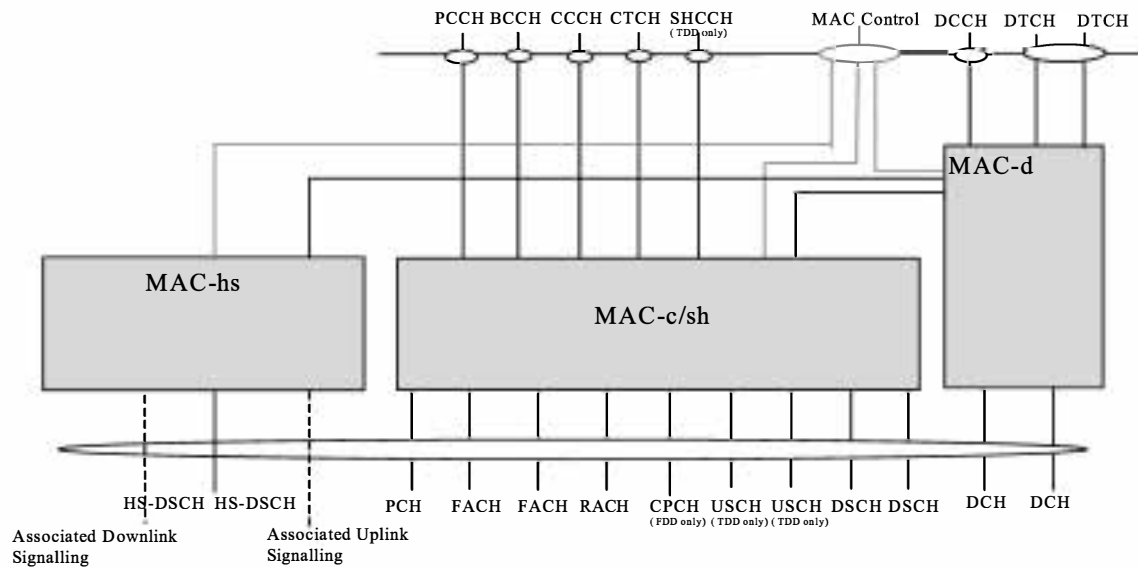 PCCH BCCH CCCH CTCH SHCCH MAC Control DCCH DTCH DTCH
( TDD only)
MAC-d
MAC-hs
MAC-c/sh
HS-DSCH HS-DSCH PCH FACH FACH RACH CPCH USCH USCH DSCH DSCH DCH DCH
( FDD only) ( TDD only) ( TDD only)
Associated Downlink
Signalling
Associated Uplink
Signalling